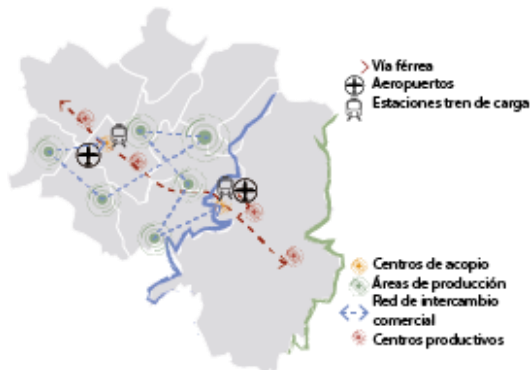 Vía férrea
Aeropuertos
Estaciones tren de carga
Centros de acopio
Áreas de producción
Red de intercambio
comercial
Centros productivos